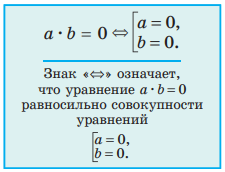 a · b = 0 ⇔ [a = 0,
b = 0.
Знак «⇔» означает,
что уравнение a · b = 0
равносильно совокупности
уравнений
[a = 0,
b = 0.